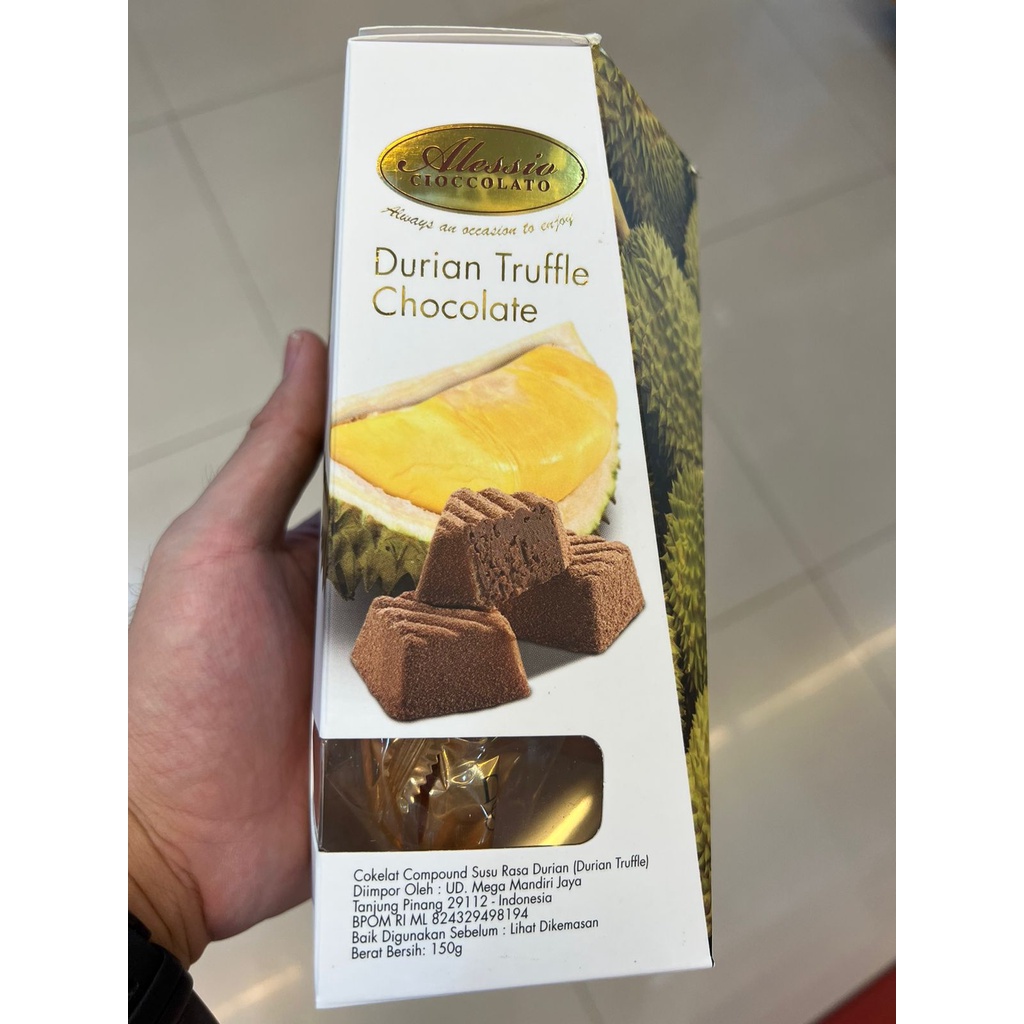 Alessio
CIOCCOLATO
Always an occasion to enjoy
Durian Truffle
Chocolate
Cokelat Compound Susu Rasa Durian (Durian Truffle)
Diimpor Oleh : UD. Mega Mandiri Jaya
Tanjung Pinang 29112 - Indonesia
BPOM RI ML 824329498194
Baik Digunakan Sebelum : Lihat Dikemasan
Berat Bersih: 150g